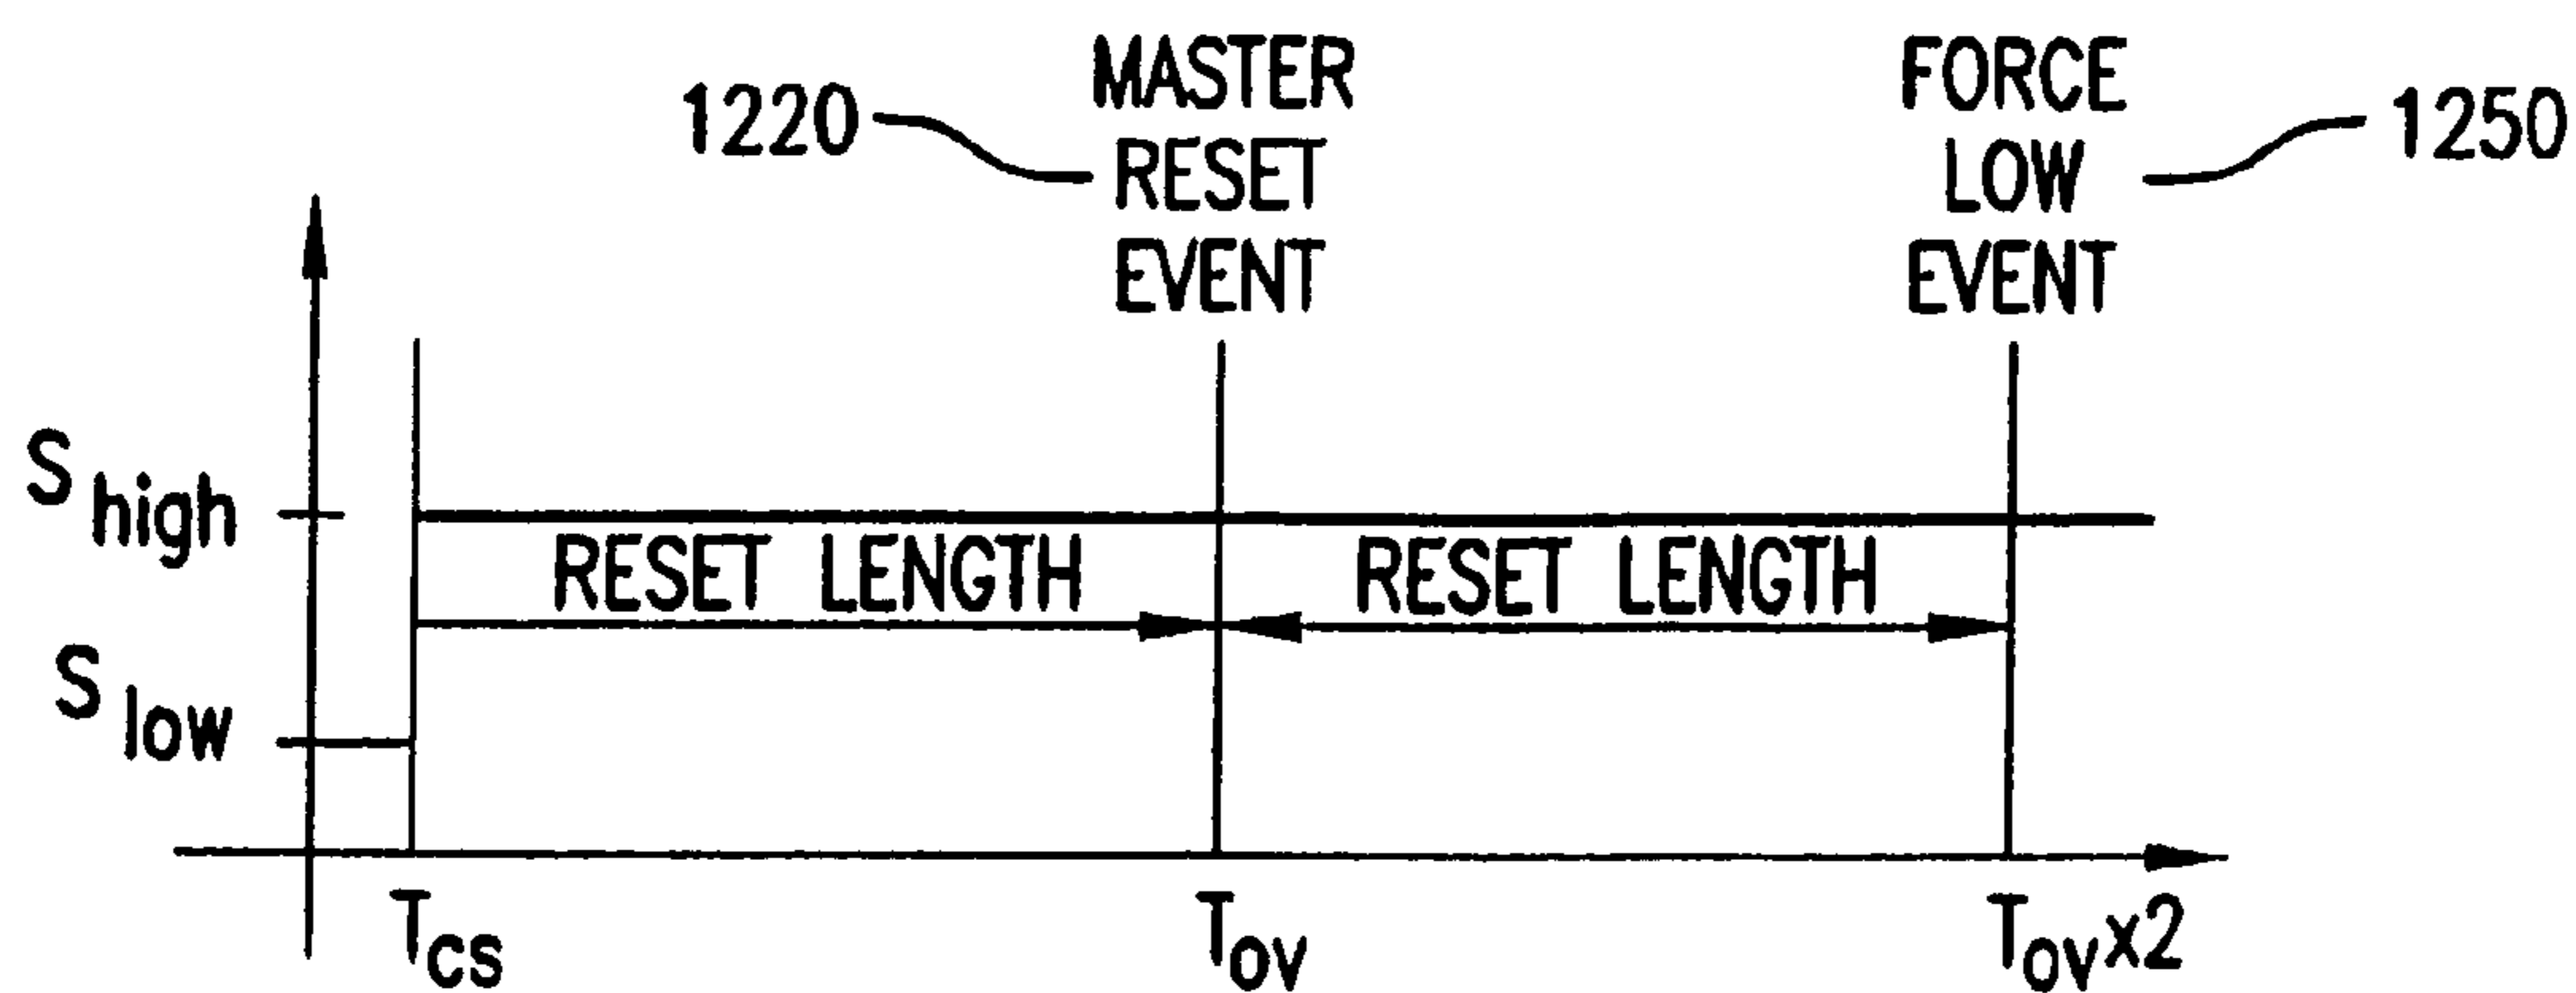 1220
MASTER
RESET
EVENT
FORCE
LOW
EVENT
1250
S high
RESET LENGTH
RESET LENGTH
S low
Tcs
Tov
Tovx2